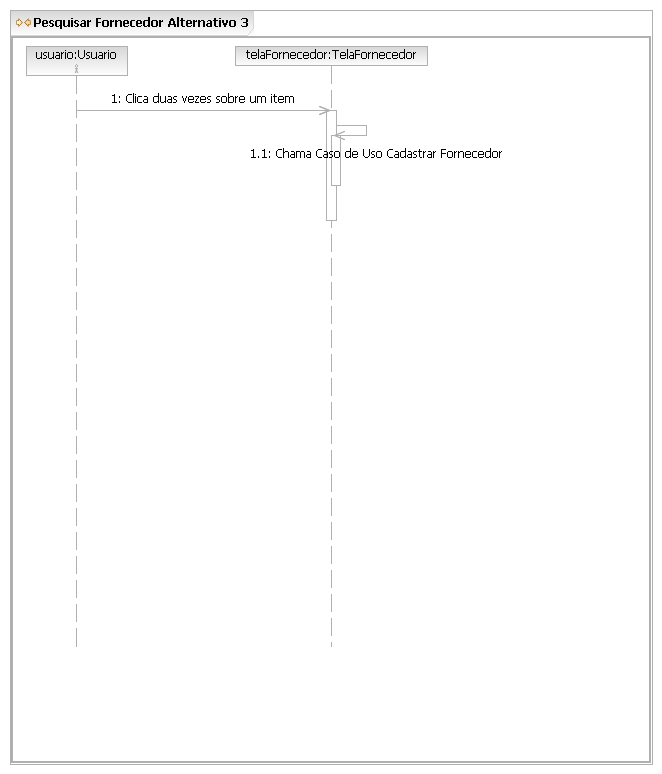 Pesquisar Fornecedor Alternativo 3
usuario:Usuario
telaFornecedor:TelaFornecedor
1: Clica duas vezes sobre um item
1.1: Chama Caso de Uso Cadastrar Fornecedor